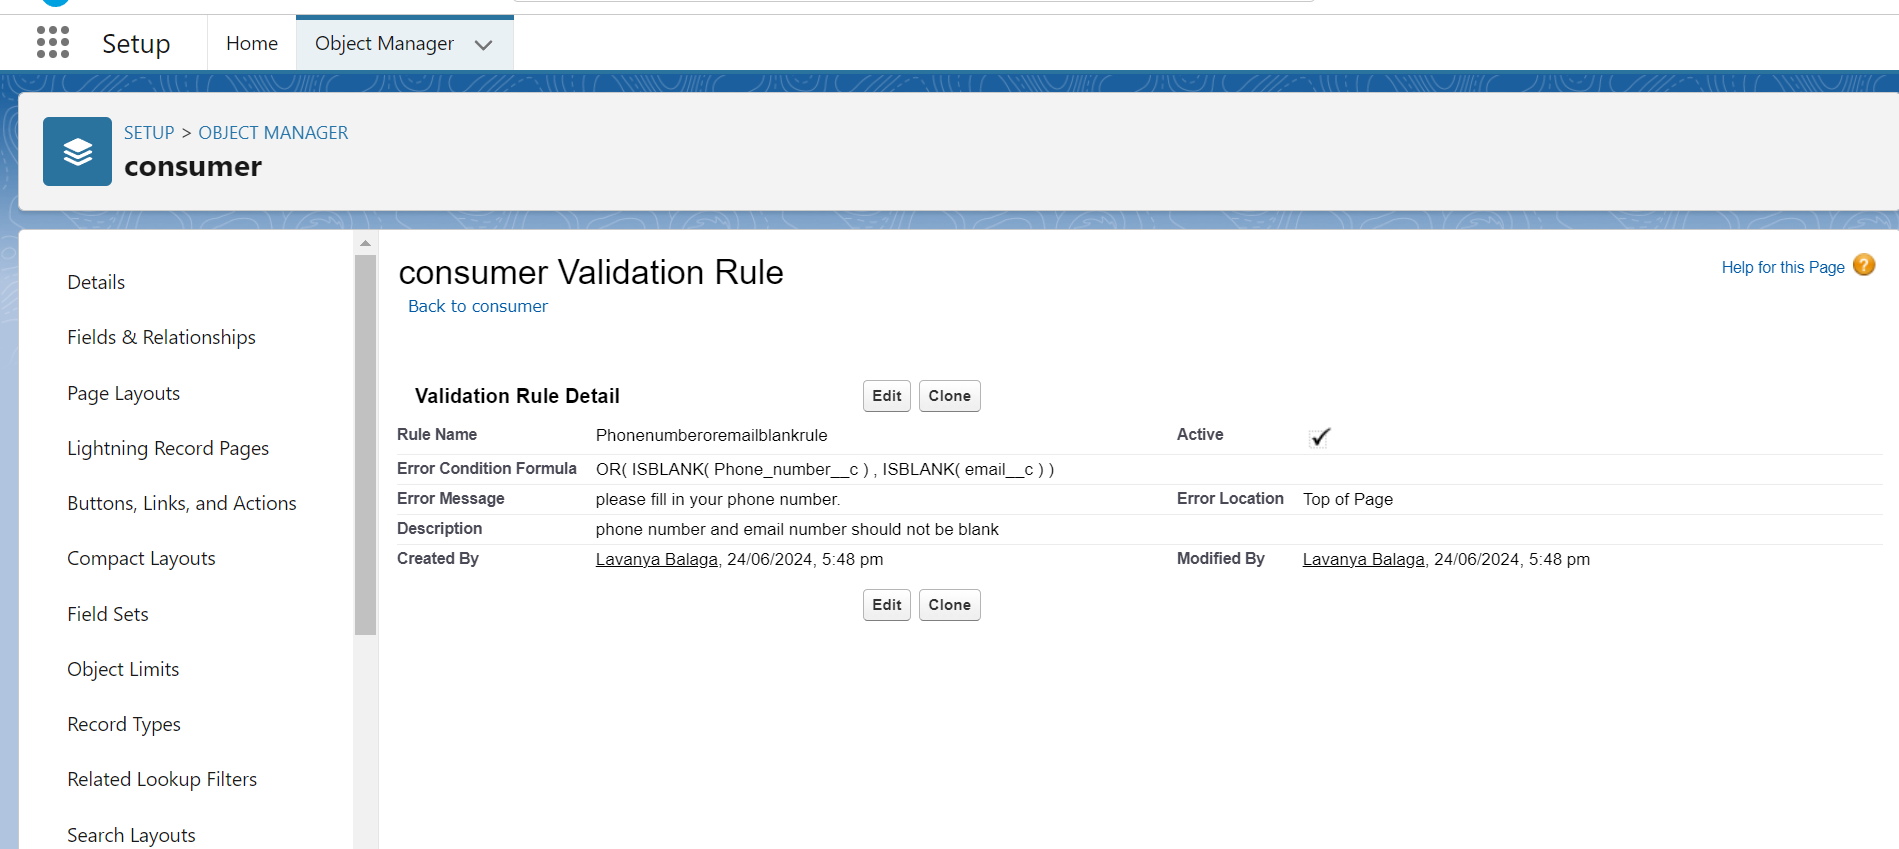 Setup
Home
Object Manager
SETUP > OBJECT MANAGER
consumer
Details
Fields & Relationships
Page Layouts
Lightning Record Pages
Buttons, Links, and Actions
Compact Layouts
Field Sets
Object Limits
Record Types
Related Lookup Filters
Search Layouts
consumer Validation Rule
Help for this Page ?
Back to consumer
Validation Rule Detail Edit Clone
Rule Name Phonenumberoremailblankrule Active
Error Condition Formula OR( ISBLANK( Phone_number__c ) , ISBLANK( email__c ) )
Error Message please fill in your phone number. Error Location Top of Page
Description phone number and email number should not be blank
Created By Lavanya Balaga, 24/06/2024, 5:48 pm Modified By Lavanya Balaga, 24/06/2024, 5:48 pm
Edit Clone